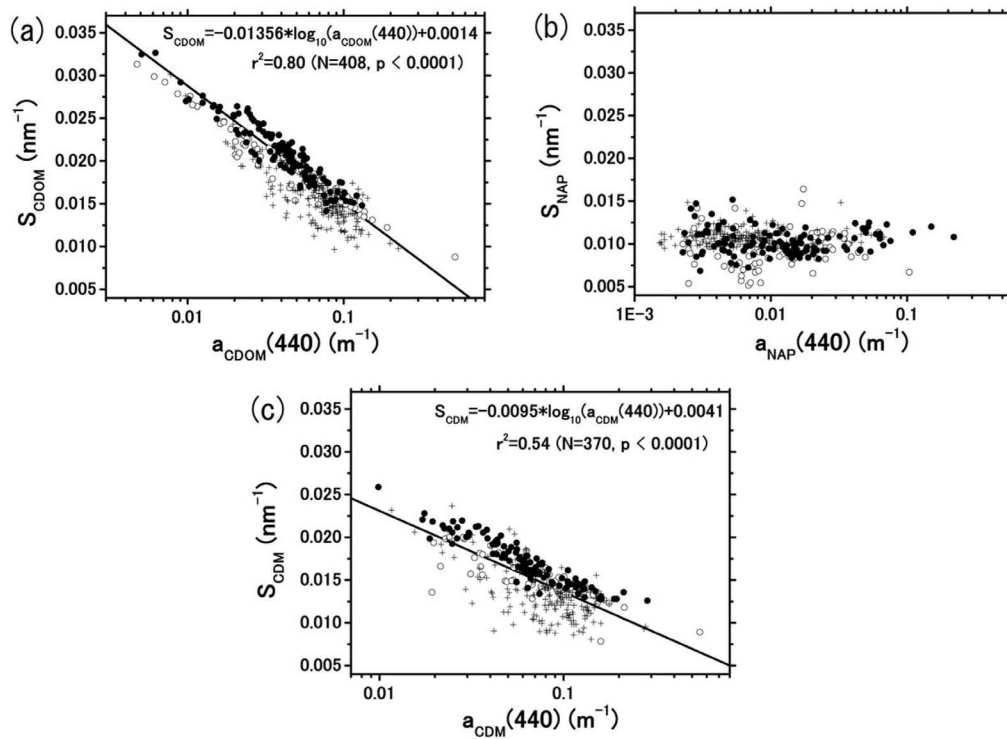 (a)
S_CDOM=-0.01356*log₁₀(a_CDOM(440))+0.0014
r²=0.80 (N=408, p < 0.0001)
0.035
0.030
0.025
0.020
0.015
0.010
0.005
S_CDOM (nm⁻¹)
0.01
0.1
a_CDOM(440) (m⁻¹)
(b)
0.035
0.030
0.025
0.020
0.015
0.010
0.005
S_NAP (nm⁻¹)
1E-3
0.01
0.1
a_NAP(440) (m⁻¹)
(c)
S_CDM=-0.0095*log₁₀(a_CDM(440))+0.0041
r²=0.54 (N=370, p < 0.0001)
0.035
0.030
0.025
0.020
0.015
0.010
0.005
S_CDM (nm⁻¹)
0.01
0.1
a_CDM(440) (m⁻¹)